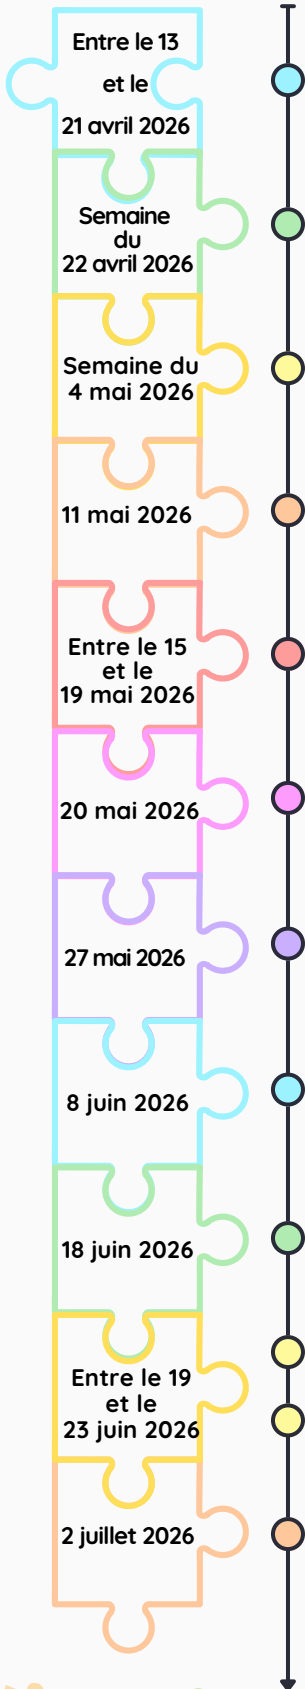 Entre le 13
et le
21 avril 2026
Semaine
du
22 avril 2026
Semaine du
4 mai 2026
11 mai 2026
Entre le 15
et le
19 mai 2026
20 mai 2026
27 mai 2026
8 juin 2026
18 juin 2026
Entre le 19
et le
23 juin 2026
2 juillet 2026